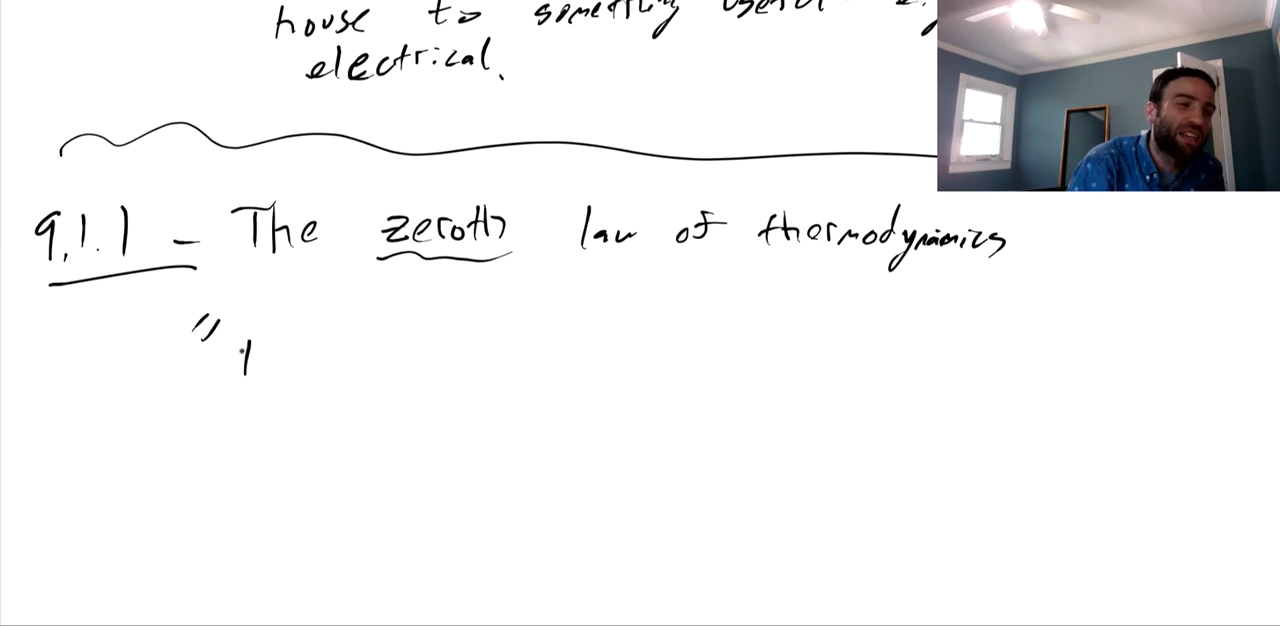 house to something useful
electrical.
9.1.1 - The zeroth law of thermodynamics
"